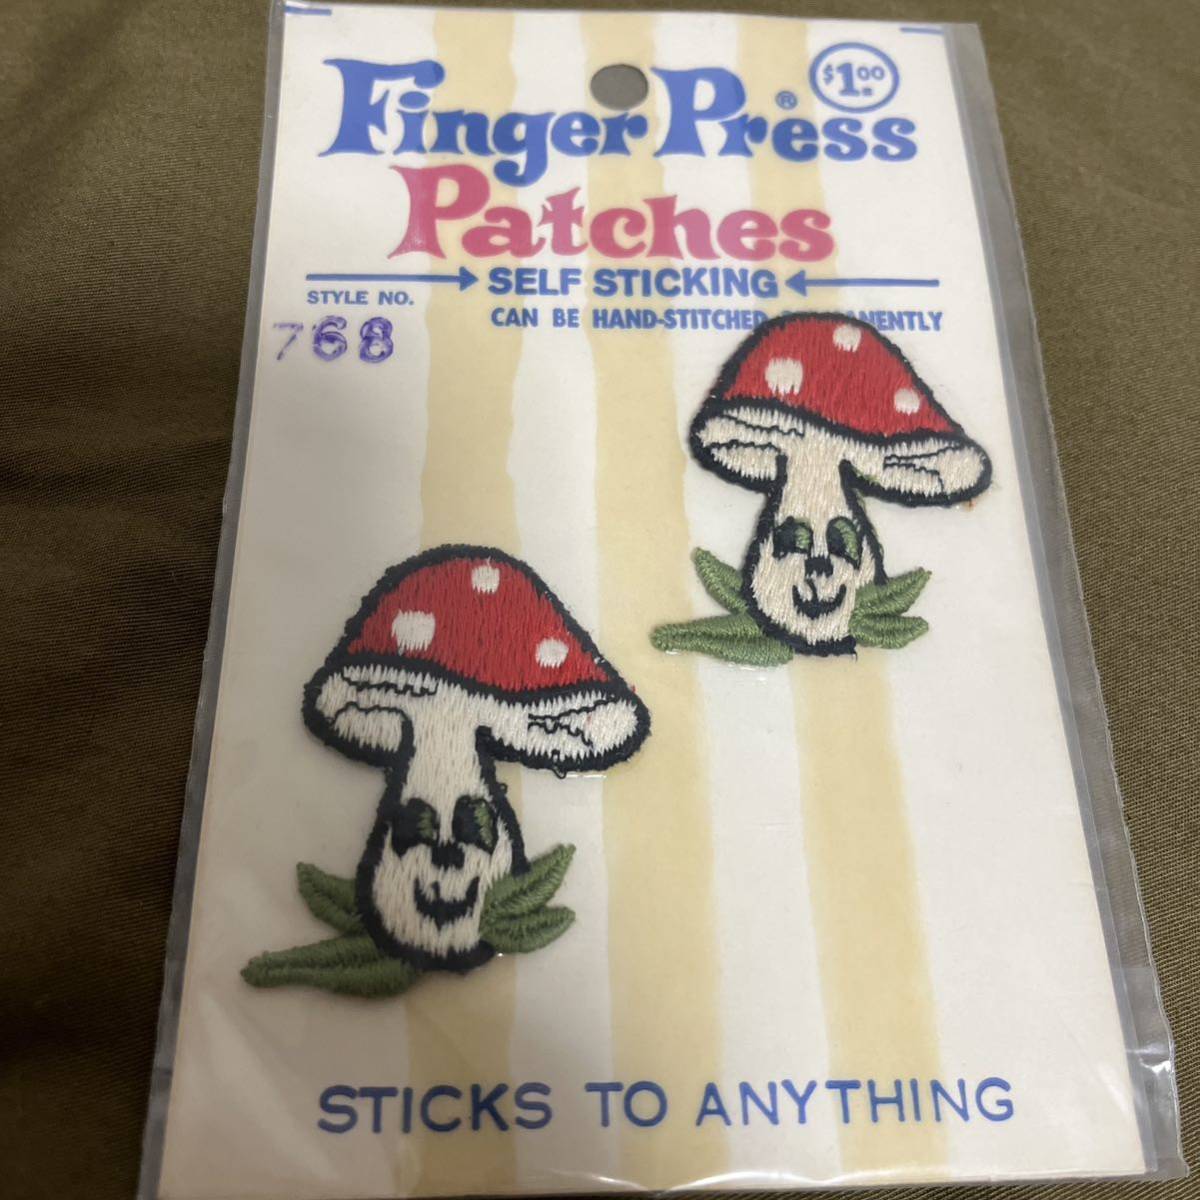 $1.00
Finger Press®
Patches
SELF STICKING
STYLE NO.
CAN BE HAND-STITCHED
768
STICKS TO ANYTHING